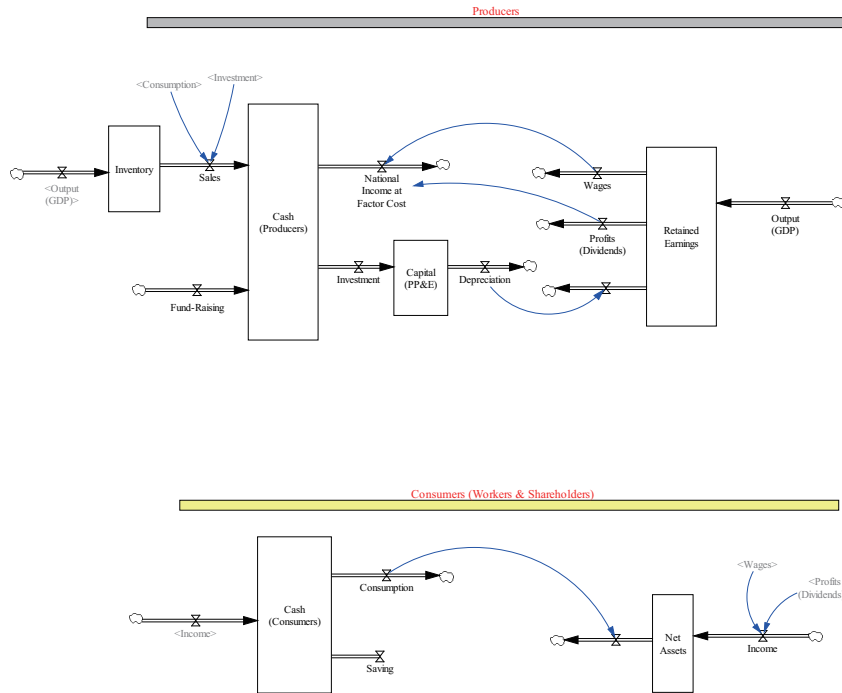 Producers
<Investment>
<Consumption>
Inventory
Sales
<Output
(GDP)>
Cash
(Producers)
National
Income at
Factor Cost
Wages
Profits
(Dividends)
Retained
Earnings
Output
(GDP)
Fund-Raising
Investment
Capital
(PP&E)
Depreciation
Consumers (Workers & Shareholders)
Cash
(Consumers)
Consumption
<Income>
Saving
<Wages>
<Profits
(Dividends>
Net
Assets
Income